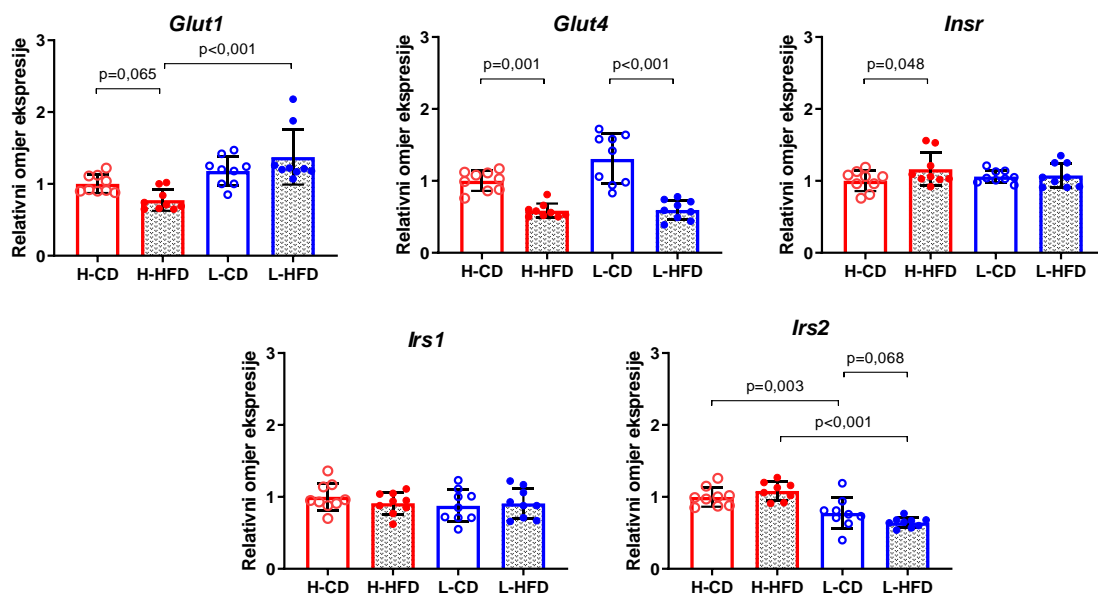 Glut1
Relativni omjer ekspresije
3
2
1
0
p=0,065
p<0,001
H-CD H-HFD L-CD L-HFD
Glut4
Relativni omjer ekspresije
3
2
1
0
p=0,001
p<0,001
H-CD H-HFD L-CD L-HFD
Insr
Relativni omjer ekspresije
3
2
1
0
p=0,048
H-CD H-HFD L-CD L-HFD
Irs1
Relativni omjer ekspresije
3
2
1
0
H-CD H-HFD L-CD L-HFD
Irs2
Relativni omjer ekspresije
3
2
1
0
p=0,068
p=0,003
p<0,001
H-CD H-HFD L-CD L-HFD